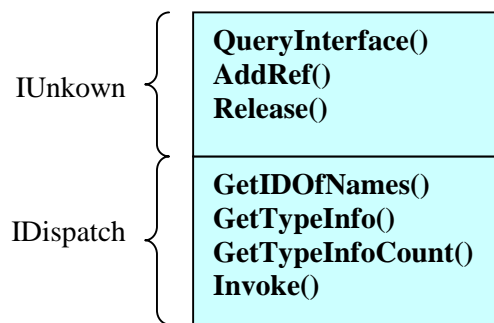 IUnkown
QueryInterface()
AddRef()
Release()
IDispatch
GetIDOfNames()
GetTypeInfo()
GetTypeInfoCount()
Invoke()